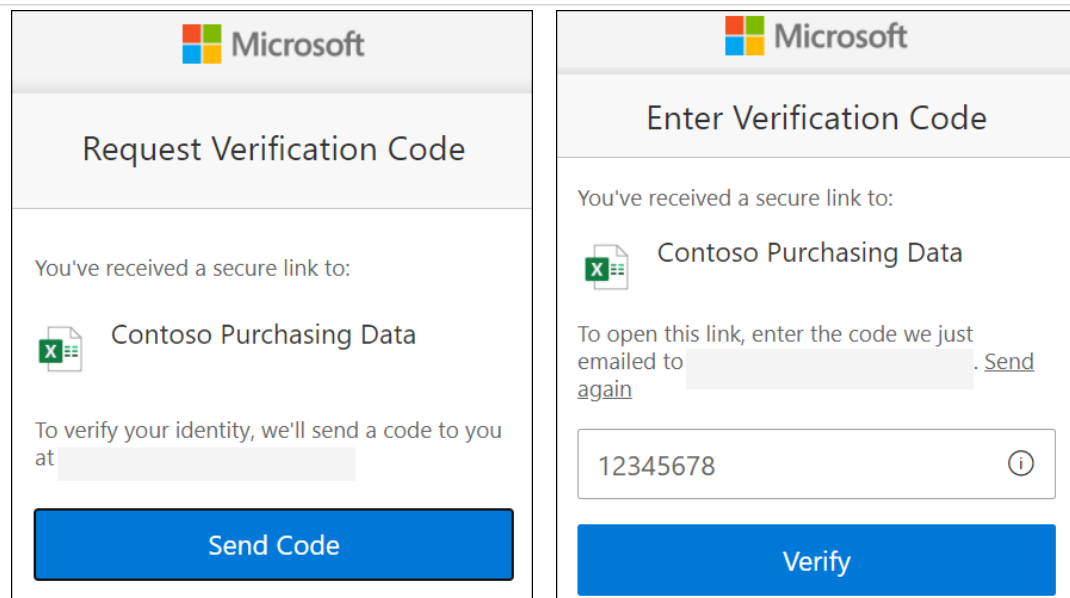 Microsoft
Request Verification Code
You've received a secure link to:
Contoso Purchasing Data
To verify your identity, we'll send a code to you
at
Send Code
Microsoft
Enter Verification Code
You've received a secure link to:
Contoso Purchasing Data
To open this link, enter the code we just
emailed to . Send
again
12345678
Verify